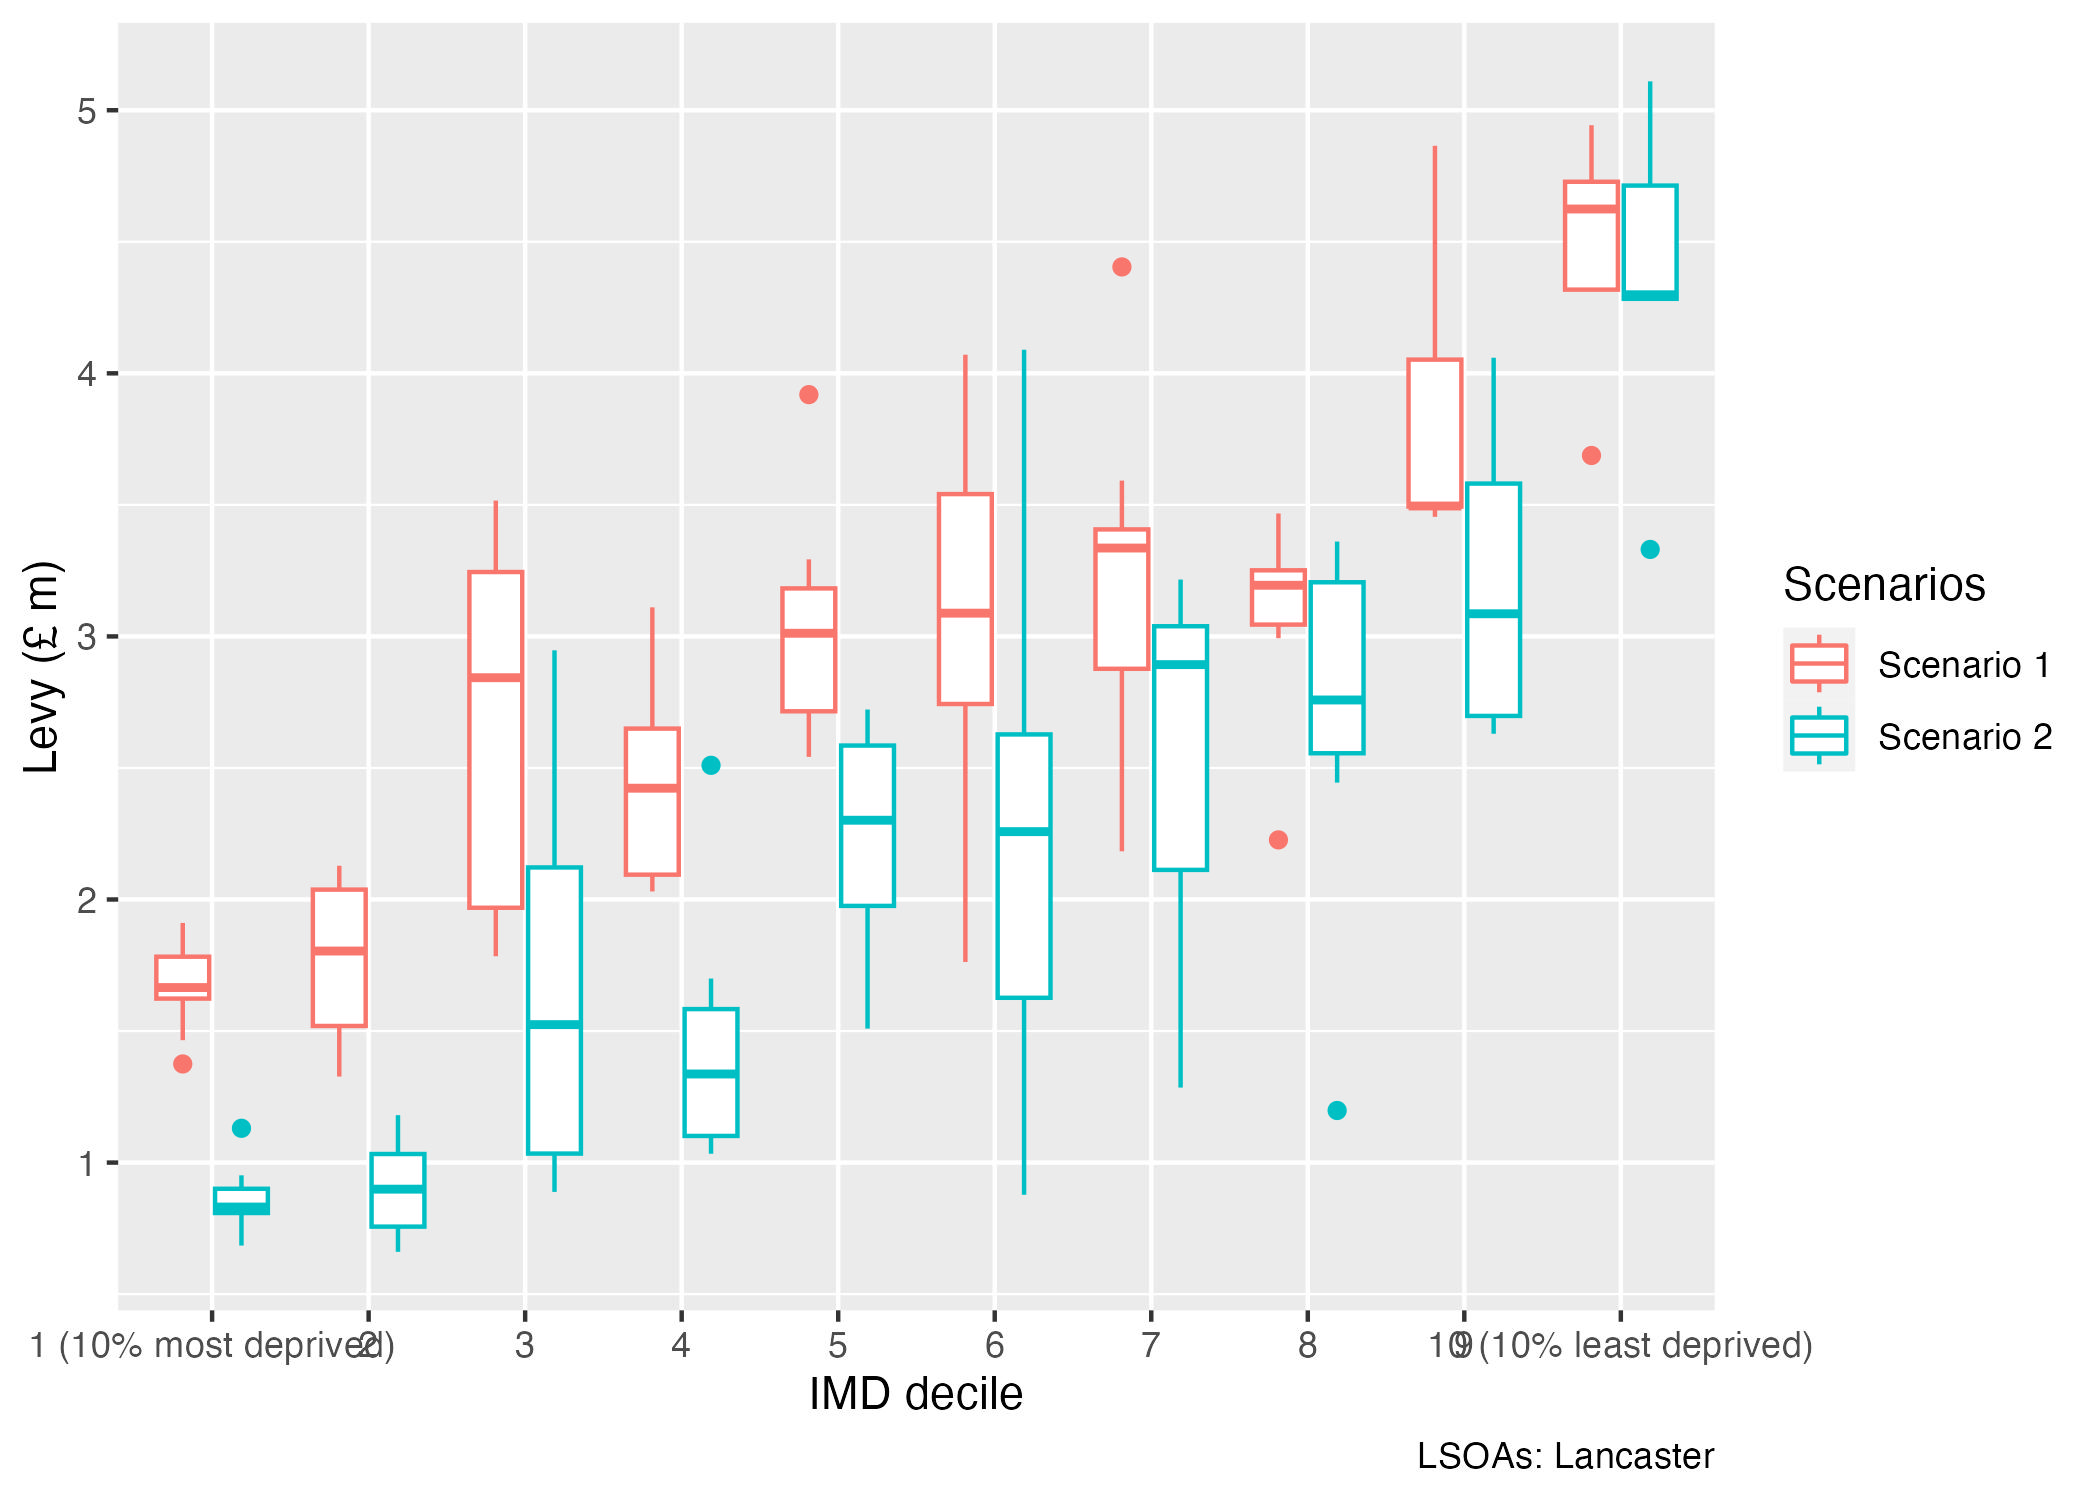 5
4
3
2
1
Levy (£ m)
1 (10% most deprived) 2 3 4 5 6 7 8 9 10 (10% least deprived)
IMD decile
LSOAs: Lancaster
Scenarios
Scenario 1
Scenario 2